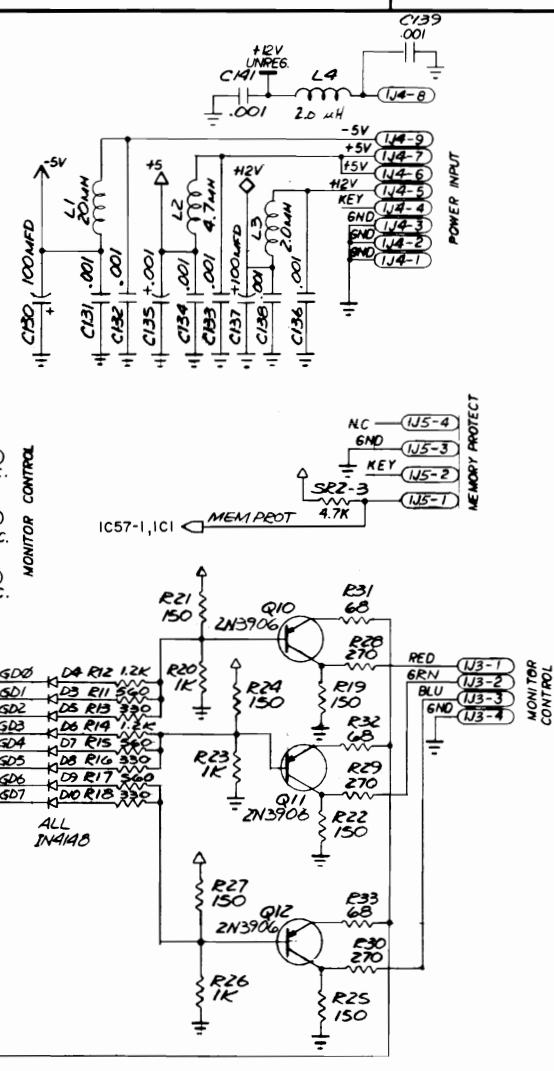 C139
.001
+12V
UNREG.
C141
.001
L4
2.0 µH
1J4-8
-5V
1J4-9
+5V
1J4-7
+5V
1J4-6
+12V
1J4-5
KEY
1J4-4
GND
1J4-3
GND
1J4-2
GND
1J4-1
POWER INPUT
-5V
+5
+12V
L1
20MH
L2
4.7MH
L3
2.0MH
C130 100MFD
+
C131 .001
C132 .001
C135 +.001
C134 .001
C133 .001
C137 +100MFD
C138 .001
C136 .001
MONITOR CONTROL
N.C
1J5-4
GND
1J5-3
KEY
1J5-2
1J5-1
MEMORY PROTECT
SRZ-3
4.7K
IC57-1, IC1
MEM PROT
R21
150
Q10
2N3906
R31
68
R28
270
R20
1K
R24
150
R19
150
RED
1J3-1
GRN
1J3-2
BLU
1J3-3
GND
1J3-4
MONITOR
CONTROL
GDØ D4 R12 1.2K
GD1 D3 R11 560
GD2 D5 R13 330
GD3 D6 R14 1.2K
GD4 D7 R15 560
GD5 D8 R16 330
GD6 D9 R17 560
GD7 D10 R18 330
ALL
IN4148
R23
1K
R32
68
R29
270
Q11
2N3906
R22
150
R27
150
Q12
2N3906
R33
68
R30
270
R26
1K
R25
150